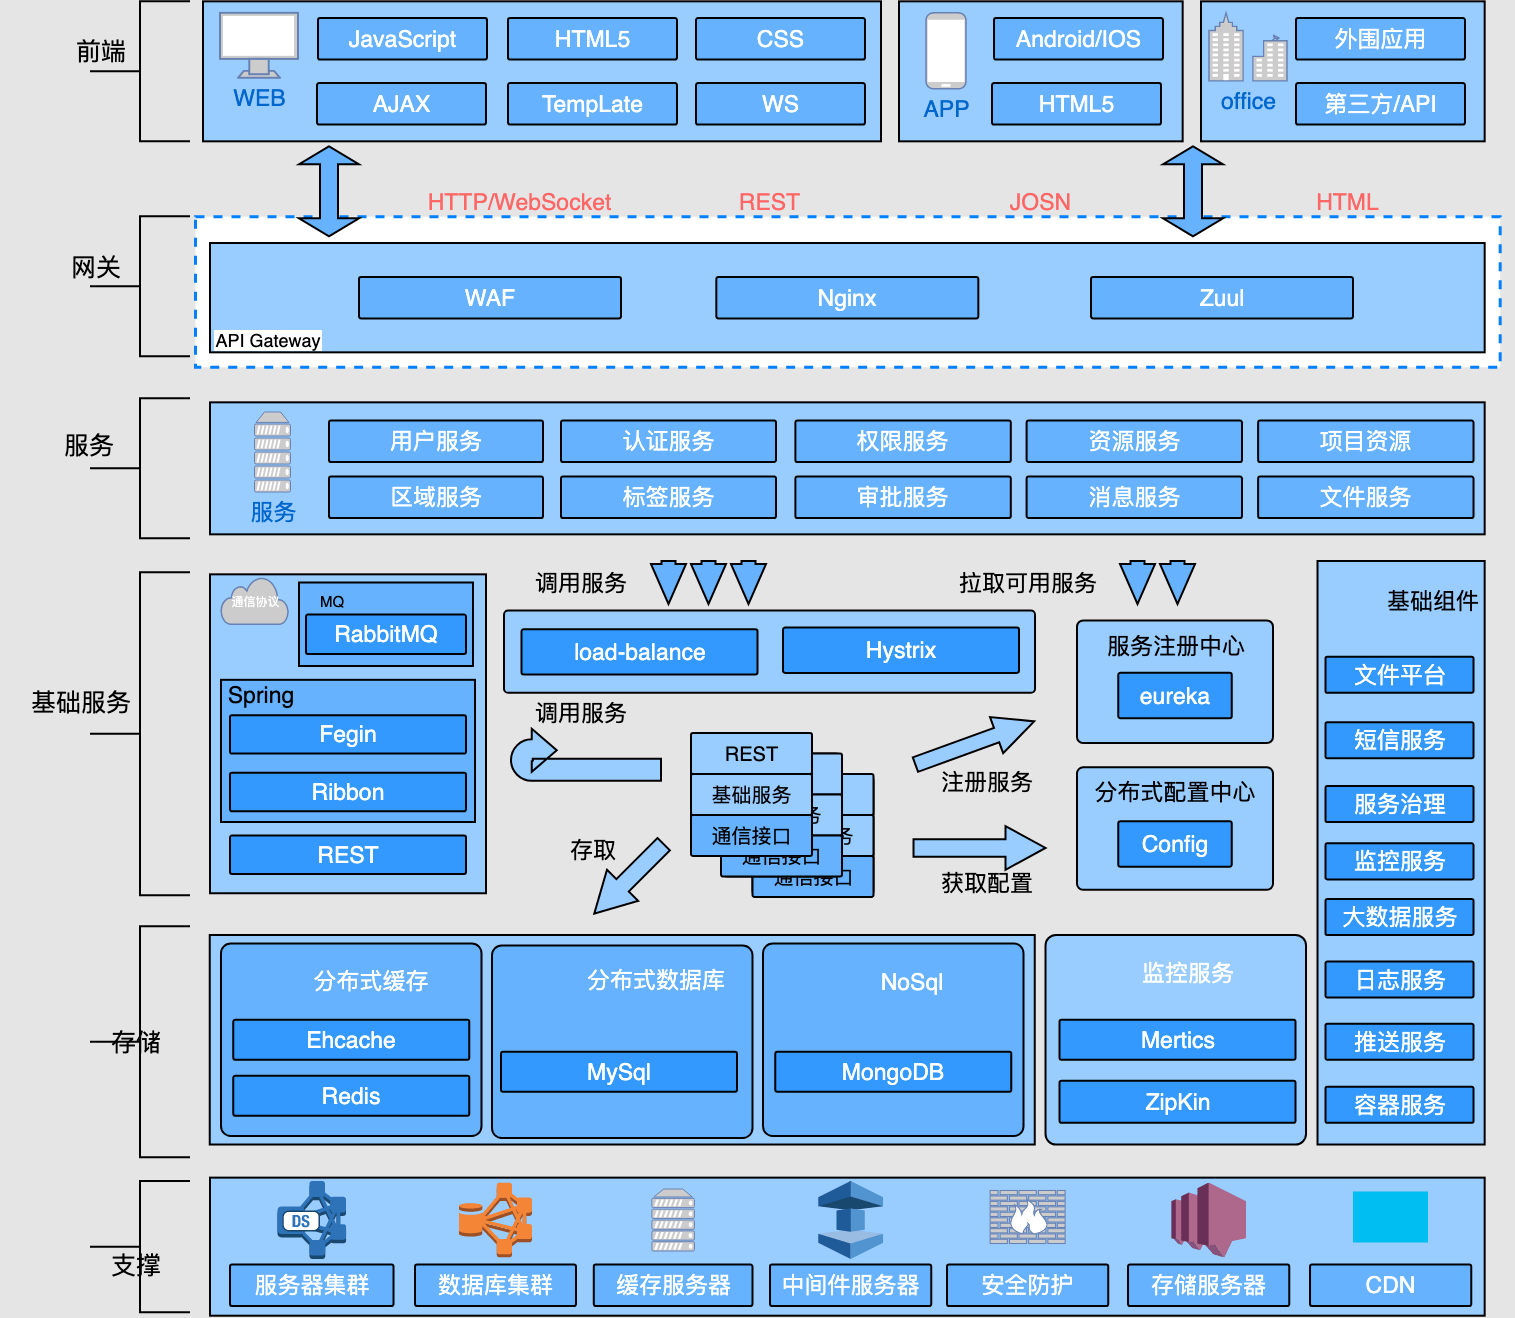 前端
WEB
JavaScript
HTML5
CSS
AJAX
TempLate
WS
APP
Android/IOS
HTML5
office
外围应用
第三方/API
HTTP/WebSocket
REST
JOSN
HTML
网关
WAF
Nginx
Zuul
API Gateway
服务
服务
用户服务
认证服务
权限服务
资源服务
项目资源
区域服务
标签服务
审批服务
消息服务
文件服务
基础服务
通信协议
MQ
RabbitMQ
Spring
Fegin
Ribbon
REST
调用服务
load-balance
Hystrix
调用服务
拉取可用服务
服务注册中心
eureka
注册服务
分布式配置中心
Config
获取配置
存取
REST
基础服务
通信接口
务
通信接口
务
通信接口
基础组件
文件平台
短信服务
服务治理
监控服务
大数据服务
日志服务
推送服务
容器服务
存储
分布式缓存
Ehcache
Redis
分布式数据库
MySql
NoSql
MongoDB
监控服务
Mertics
ZipKin
支撑
DS
服务器集群
数据库集群
缓存服务器
中间件服务器
安全防护
存储服务器
CDN